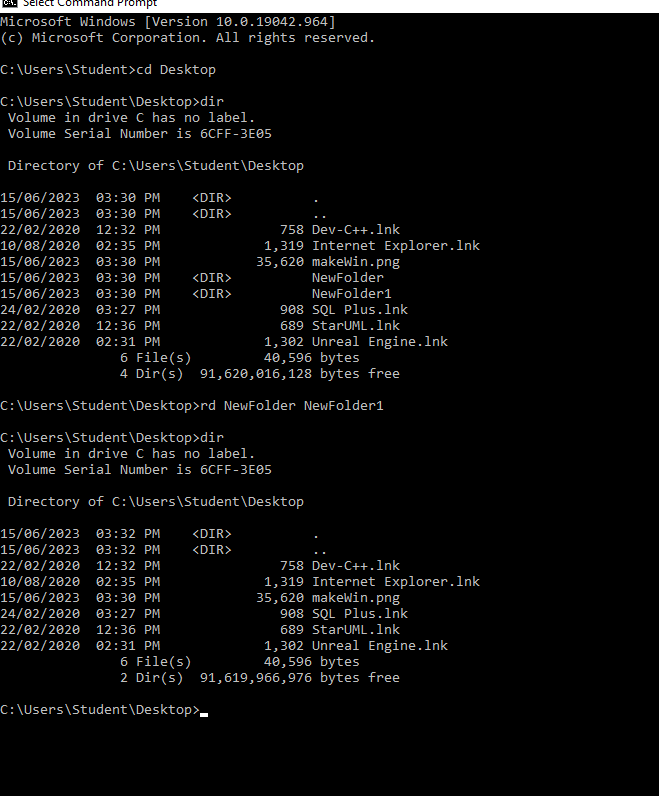 Select Command Prompt
Microsoft Windows [Version 10.0.19042.964]
(c) Microsoft Corporation. All rights reserved.
C:\Users\Student>cd Desktop
C:\Users\Student\Desktop>dir
 Volume in drive C has no label.
 Volume Serial Number is 6CFF-3E05
 Directory of C:\Users\Student\Desktop
15/06/2023  03:30 PM    <DIR>          .
15/06/2023  03:30 PM    <DIR>          ..
22/02/2020  12:32 PM               758 Dev-C++.lnk
10/08/2020  02:35 PM             1,319 Internet Explorer.lnk
15/06/2023  03:30 PM            35,620 makeWin.png
15/06/2023  03:30 PM    <DIR>          NewFolder
15/06/2023  03:30 PM    <DIR>          NewFolder1
24/02/2020  03:27 PM               908 SQL Plus.lnk
22/02/2020  12:36 PM               689 StarUML.lnk
22/02/2020  02:31 PM             1,302 Unreal Engine.lnk
               6 File(s)         40,596 bytes
               4 Dir(s)  91,620,016,128 bytes free
C:\Users\Student\Desktop>rd NewFolder NewFolder1
C:\Users\Student\Desktop>dir
 Volume in drive C has no label.
 Volume Serial Number is 6CFF-3E05
 Directory of C:\Users\Student\Desktop
15/06/2023  03:32 PM    <DIR>          .
15/06/2023  03:32 PM    <DIR>          ..
22/02/2020  12:32 PM               758 Dev-C++.lnk
10/08/2020  02:35 PM             1,319 Internet Explorer.lnk
15/06/2023  03:30 PM            35,620 makeWin.png
24/02/2020  03:27 PM               908 SQL Plus.lnk
22/02/2020  12:36 PM               689 StarUML.lnk
22/02/2020  02:31 PM             1,302 Unreal Engine.lnk
               6 File(s)         40,596 bytes
               2 Dir(s)  91,619,966,976 bytes free
C:\Users\Student\Desktop>